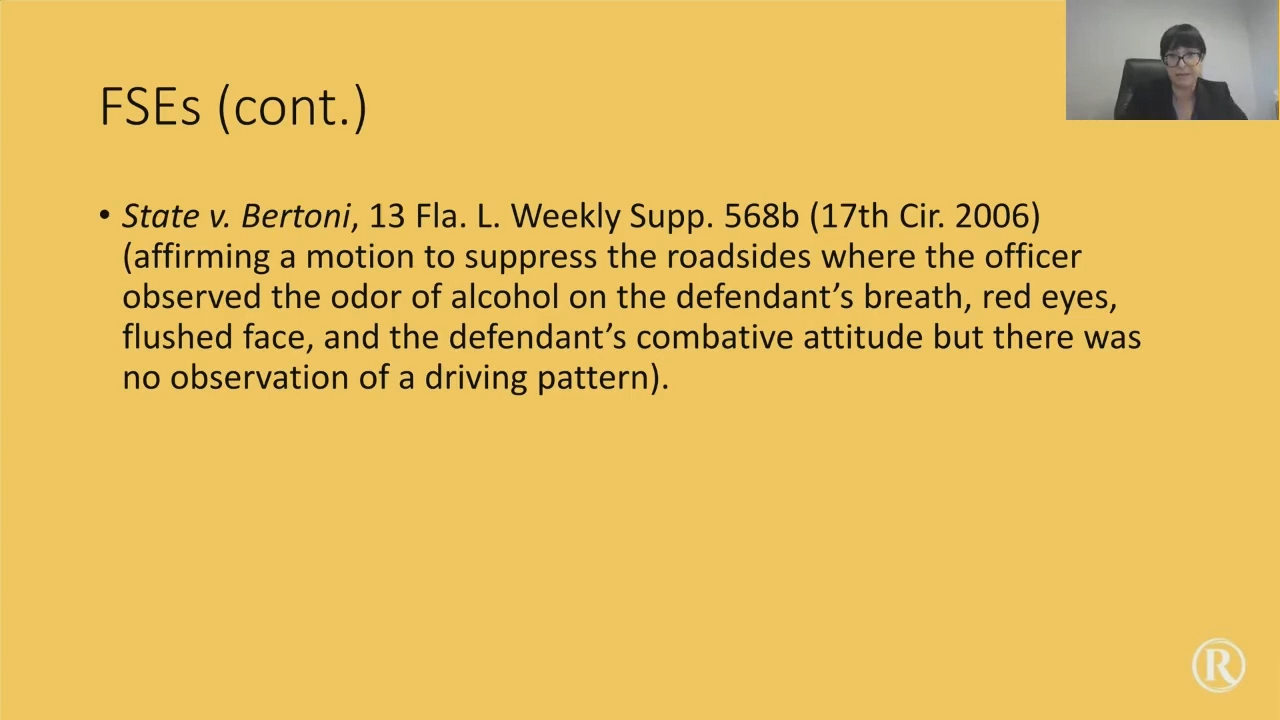 FSEs (cont.)
• State v. Bertoni, 13 Fla. L. Weekly Supp. 568b (17th Cir. 2006)
(affirming a motion to suppress the roadsides where the officer
observed the odor of alcohol on the defendant’s breath, red eyes,
flushed face, and the defendant’s combative attitude but there was
no observation of a driving pattern).
R